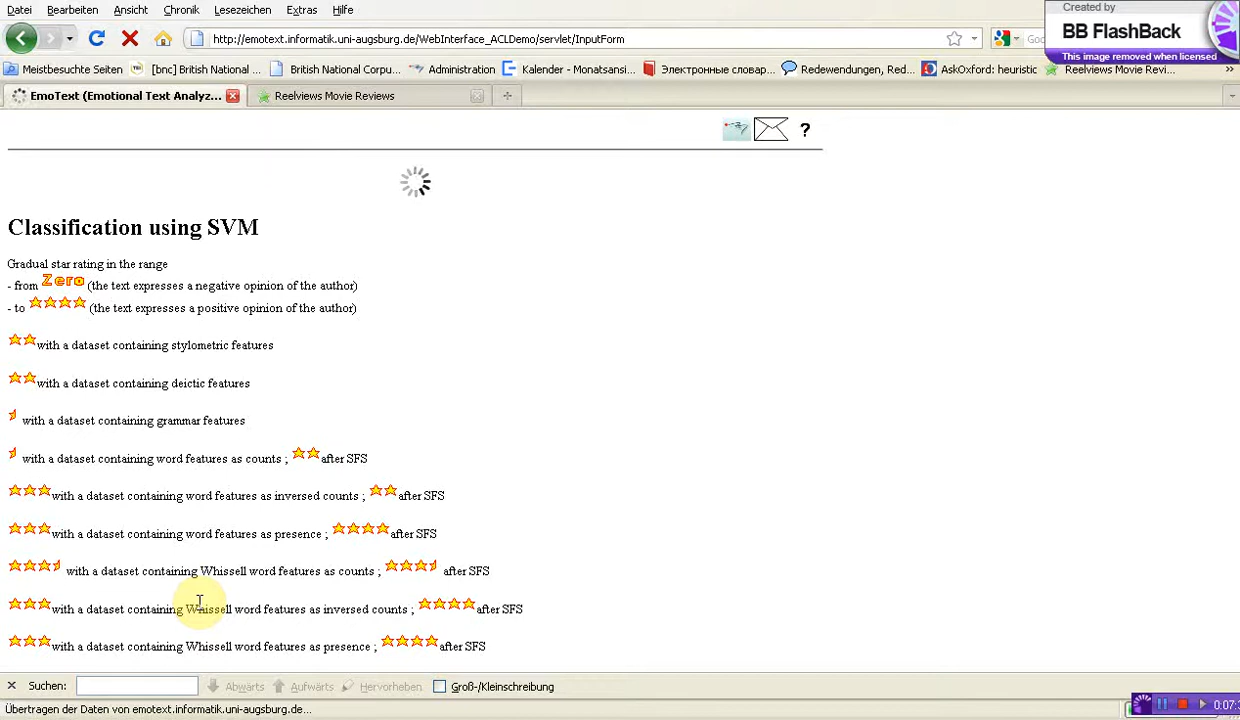 Datei Bearbeiten Ansicht Chronik Lesezeichen Extras Hilfe
Created by
BB FlashBack
This image removed when licensed
http://emotext.informatik.uni-augsburg.de/WebInterface_ACLDemo/servlet/InputForm
Meistbesuchte Seiten [bnc] British National ... British National Corpu... Administration Kalender - Monatsansi... Электронные словар... Redewendungen, Red... AskOxford: heuristic Reelviews Movie Revi... »
EmoText (Emotional Text Analyz... Reelviews Movie Reviews
?
Classification using SVM
Gradual star rating in the range
- from Zero (the text expresses a negative opinion of the author)
- to (the text expresses a positive opinion of the author)
with a dataset containing stylometric features
with a dataset containing deictic features
with a dataset containing grammar features
with a dataset containing word features as counts ; after SFS
with a dataset containing word features as inversed counts ; after SFS
with a dataset containing word features as presence ; after SFS
with a dataset containing Whissell word features as counts ; after SFS
with a dataset containing Whissell word features as inversed counts ; after SFS
with a dataset containing Whissell word features as presence ; after SFS
Suchen: Abwärts Aufwärts Hervorheben Groß-/Kleinschreibung
Übertragen der Daten von emotext.informatik.uni-augsburg.de...